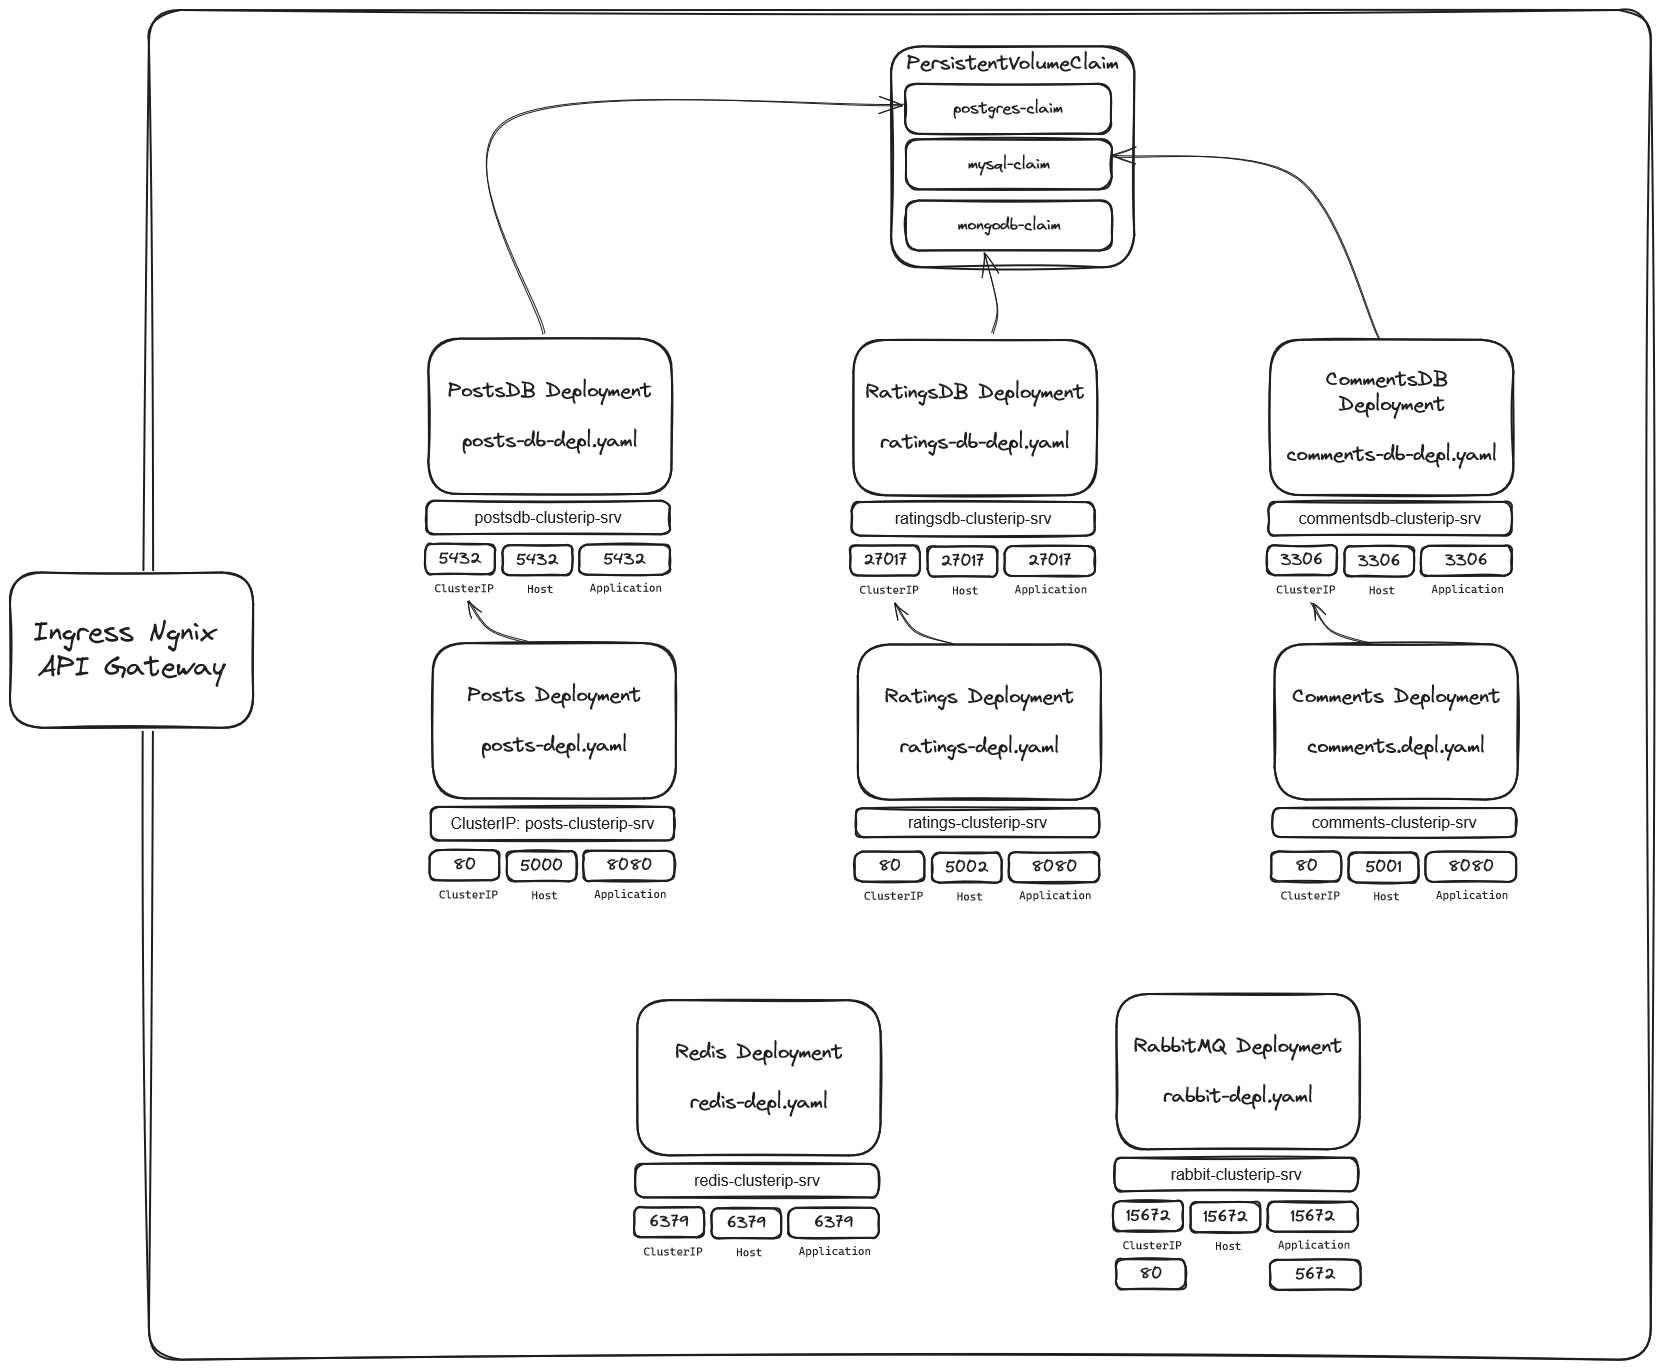 PersistentVolumeClaim
postgres-claim
mysql-claim
mongodb-claim
PostsDB Deployment
posts-db-depl.yaml
postsdb-clusterip-srv
5432 5432 5432
ClusterIP Host Application
RatingsDB Deployment
ratings-db-depl.yaml
ratingsdb-clusterip-srv
27017 27017 27017
ClusterIP Host Application
CommentsDB
Deployment
comments-db-depl.yaml
commentsdb-clusterip-srv
3306 3306 3306
ClusterIP Host Application
Ingress Ngnix
API Gateway
Posts Deployment
posts-depl.yaml
ClusterIP: posts-clusterip-srv
80 5000 8080
ClusterIP Host Application
Ratings Deployment
ratings-depl.yaml
ratings-clusterip-srv
80 5002 8080
ClusterIP Host Application
Comments Deployment
comments.depl.yaml
comments-clusterip-srv
80 5001 8080
ClusterIP Host Application
Redis Deployment
redis-depl.yaml
redis-clusterip-srv
6379 6379 6379
ClusterIP Host Application
RabbitMQ Deployment
rabbit-depl.yaml
rabbit-clusterip-srv
15672 15672 15672
ClusterIP Host Application
80 5672